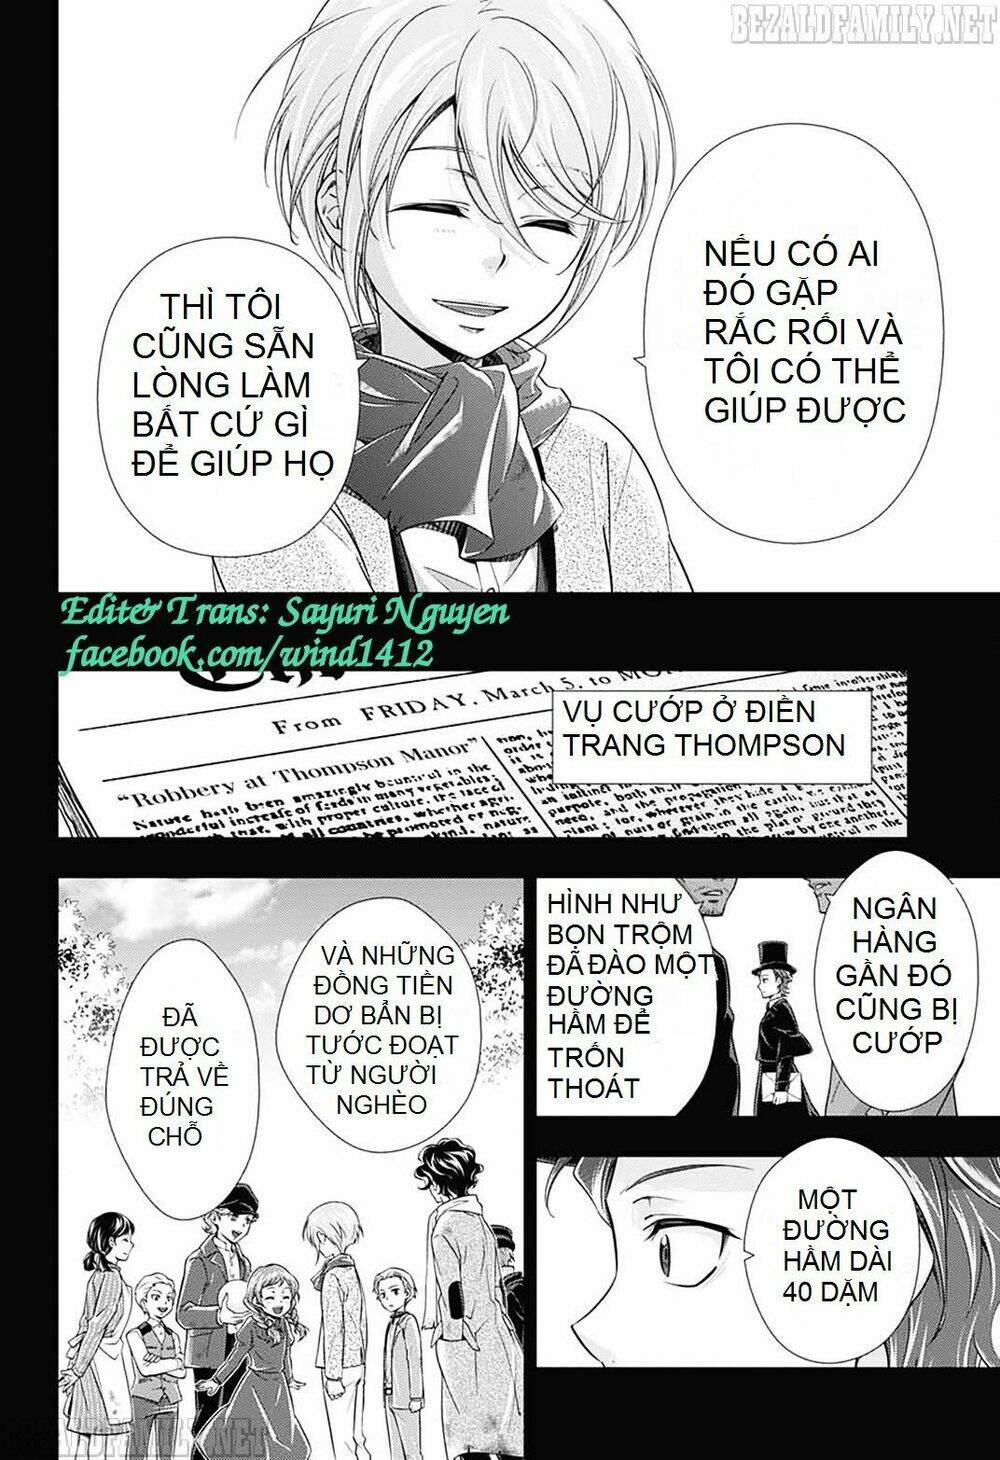 BEZALDFAMILY.NET
NẾU CÓ AI
ĐÓ GẶP
RẮC RỐI VÀ
TÔI CÓ THỂ
GIÚP ĐƯỢC
THÌ TÔI
CŨNG SẴN
LÒNG LÀM
BẤT CỨ GÌ
ĐỂ GIÚP HỌ
Edit& Trans: Sayuri Nguyen
facebook.com/wind1412
From FRIDAY, March 5, to
"Robbery at Thompson Manor"
VỤ CƯỚP Ở ĐIỀN
TRANG THOMPSON
NGÂN
HÀNG
GẦN ĐÓ
CŨNG BỊ
CƯỚP
HÌNH NHƯ
BỌN TRỘM
ĐÃ ĐÀO MỘT
ĐƯỜNG
HẦM ĐỂ
TRỐN
THOÁT
MỘT
ĐƯỜNG
HẦM DÀI
40 DẶM
VÀ NHỮNG
ĐỒNG TIỀN
DƠ BẨN BỊ
TƯỚC ĐOẠT
TỪ NGƯỜI
NGHÈO
ĐÃ
ĐƯỢC
TRẢ VỀ
ĐÚNG
CHỖ
BEZALDFAMILY.NET